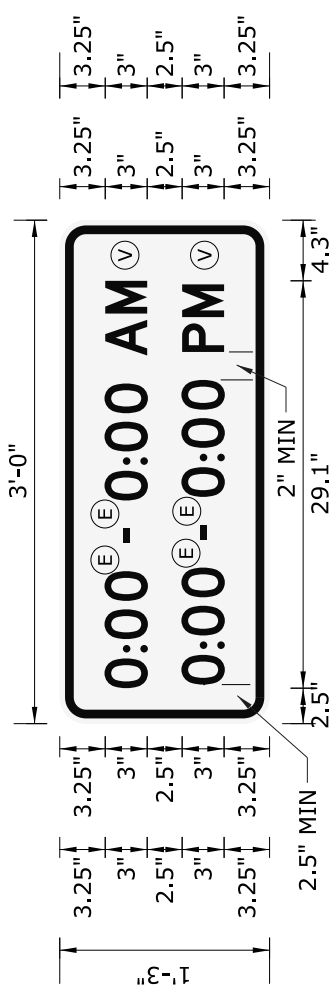 3'-0"
0:00 - 0:00 AM
E E V
0:00 - 0:00 PM
E E V
2" MIN
2.5" MIN
2.5" 29.1" 4.3"
1'-3"
3.25" 3.25"
3" 3"
2.5" 2.5"
3" 3"
3.25" 3.25"
3.25" 3.25"
3" 3"
2.5" 2.5"
3" 3"
3.25" 3.25"